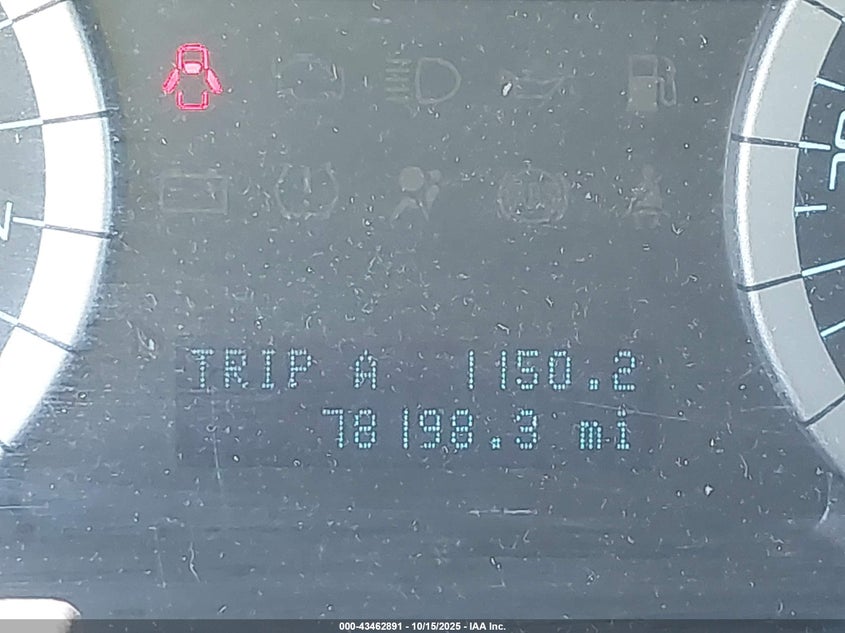 TRIP A 1150.2
78198.3 mi
000-43462891 - 10/15/2025 - IAA Inc.